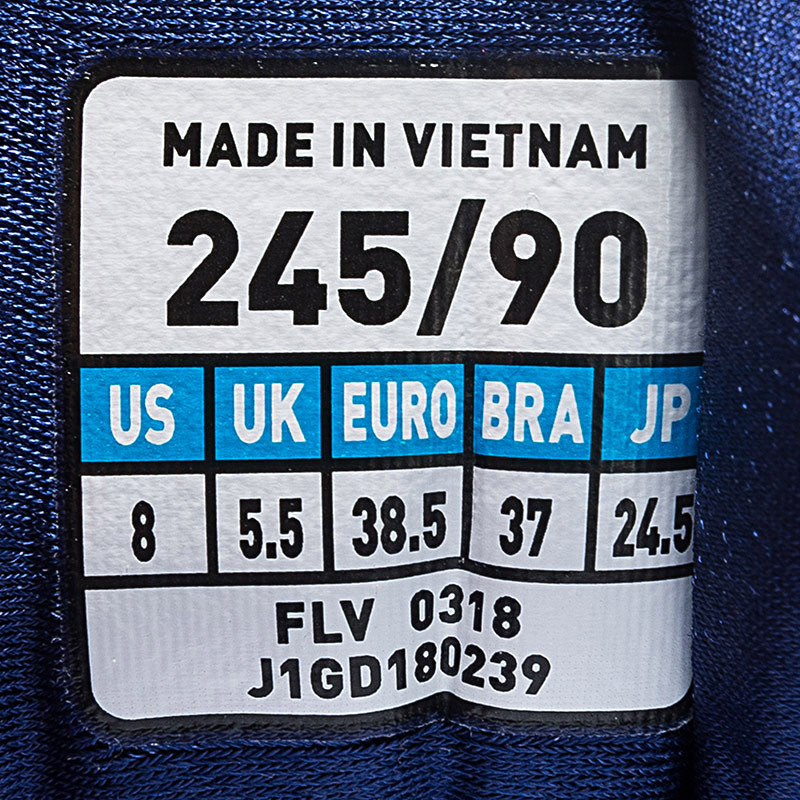 MADE IN VIETNAM
245/90
US UK EURO BRA JP
8 5.5 38.5 37 24.5
FLV 0318
J1GD180239